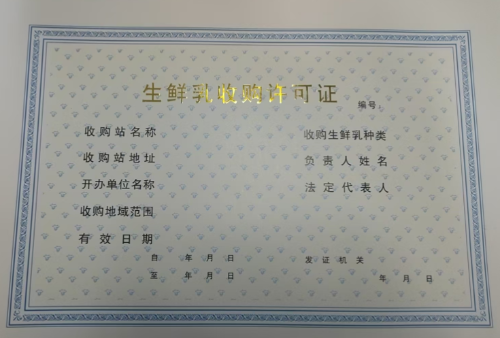 生鲜乳收购许可证
编号:
收购站名称 收购生鲜乳种类
收购站地址 负责人姓名
开办单位名称 法定代表人
收购地域范围
有效日期
自 年 月 日 发证机关
至 年 月 日 年 月 日